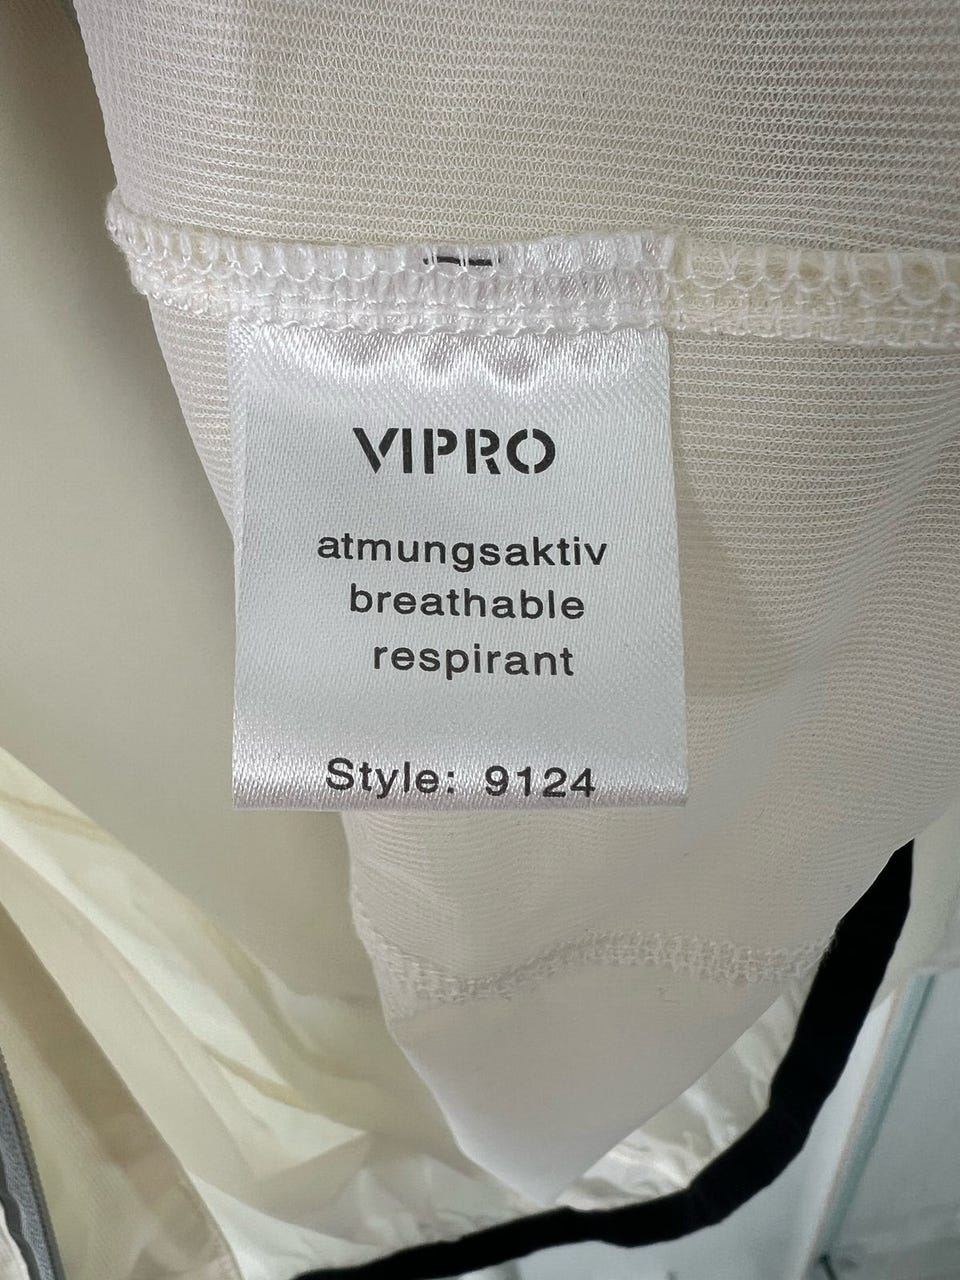 VIPRO
atmungsaktiv
breathable
respirant
Style: 9124